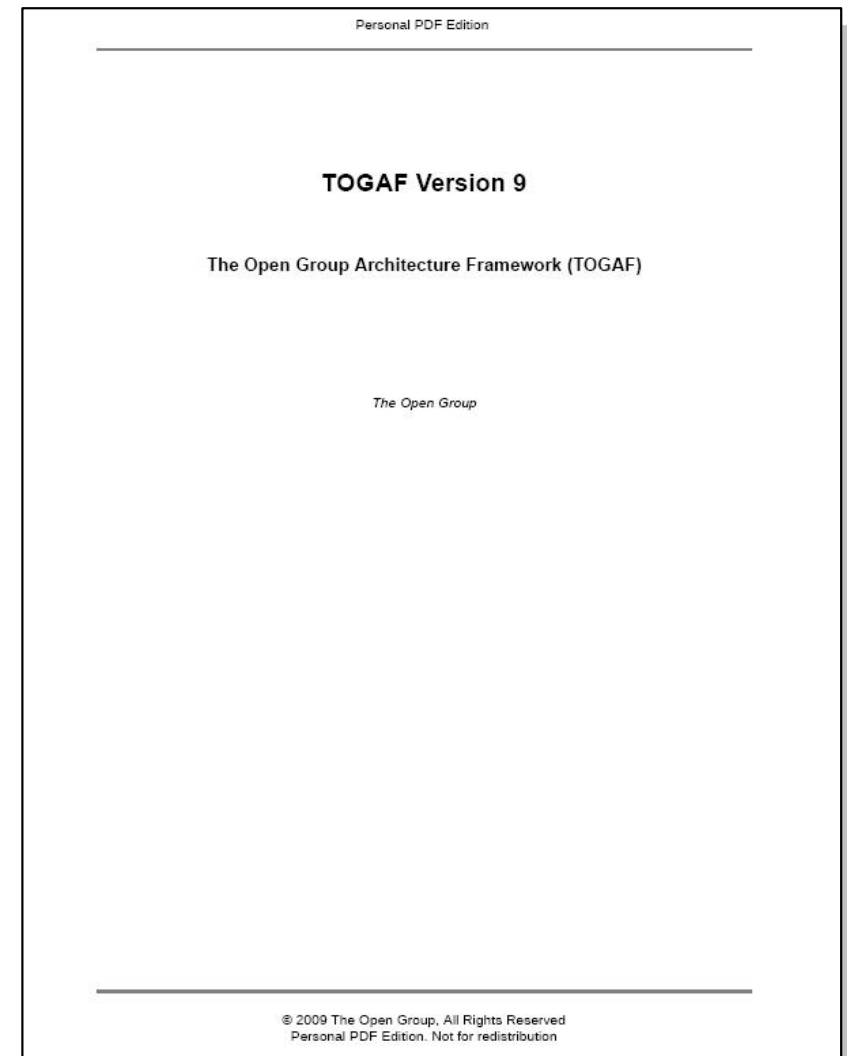 Personal PDF Edition
TOGAF Version 9
The Open Group Architecture Framework (TOGAF)
The Open Group
© 2009 The Open Group, All Rights Reserved
Personal PDF Edition. Not for redistribution